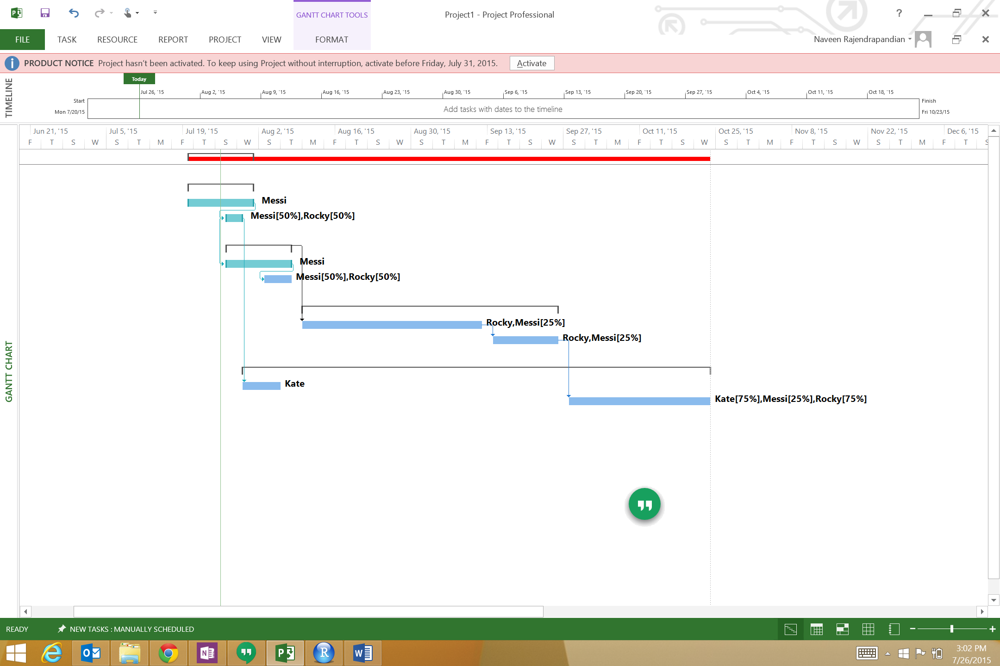 GANTT CHART TOOLS
Project1 - Project Professional
?
FILE TASK RESOURCE REPORT PROJECT VIEW FORMAT
Naveen Rajendrapandian
PRODUCT NOTICE Project hasn't been activated. To keep using Project without interruption, activate before Friday, July 31, 2015. Activate
TIMELINE
Today
Jul 26, '15 Aug 2, '15 Aug 9, '15 Aug 16, '15 Aug 23, '15 Aug 30, '15 Sep 6, '15 Sep 13, '15 Sep 20, '15 Sep 27, '15 Oct 4, '15 Oct 11, '15 Oct 18, '15
Start
Mon 7/20/15
Add tasks with dates to the timeline
Finish
Fri 10/23/15
Jun 21, '15 Jul 5, '15 Jul 19, '15 Aug 2, '15 Aug 16, '15 Aug 30, '15 Sep 13, '15 Sep 27, '15 Oct 11, '15 Oct 25, '15 Nov 8, '15 Nov 22, '15 Dec 6, '15
F T S W S T M F T S W S T M F T S W S T M F T S W S T M F T S W S T M F T S W S T M F T S
GANTT CHART
Messi
Messi[50%],Rocky[50%]
Messi
Messi[50%],Rocky[50%]
Rocky,Messi[25%]
Rocky,Messi[25%]
Kate
Kate[75%],Messi[25%],Rocky[75%]
READY NEW TASKS : MANUALLY SCHEDULED
3:02 PM
7/26/2015